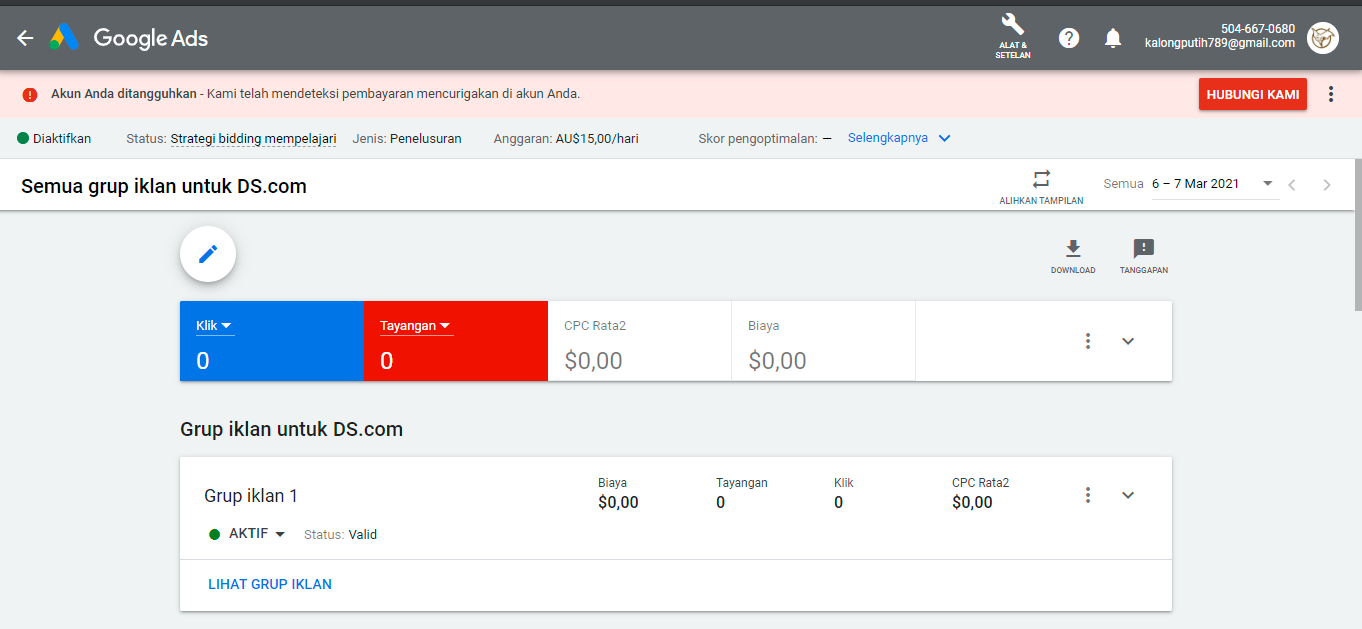 Google Ads
ALAT &
SETELAN
504-667-0680
kalongputih789@gmail.com
Akun Anda ditangguhkan - Kami telah mendeteksi pembayaran mencurigakan di akun Anda.
HUBUNGI KAMI
Diaktifkan Status: Strategi bidding mempelajari Jenis: Penelusuran Anggaran: AU$15,00/hari Skor pengoptimalan: — Selengkapnya
Semua grup iklan untuk DS.com
ALIHKAN TAMPILAN
Semua 6 – 7 Mar 2021
DOWNLOAD
TANGGAPAN
Klik
0
Tayangan
0
CPC Rata2
$0,00
Biaya
$0,00
Grup iklan untuk DS.com
Grup iklan 1
Biaya
$0,00
Tayangan
0
Klik
0
CPC Rata2
$0,00
AKTIF Status: Valid
LIHAT GRUP IKLAN